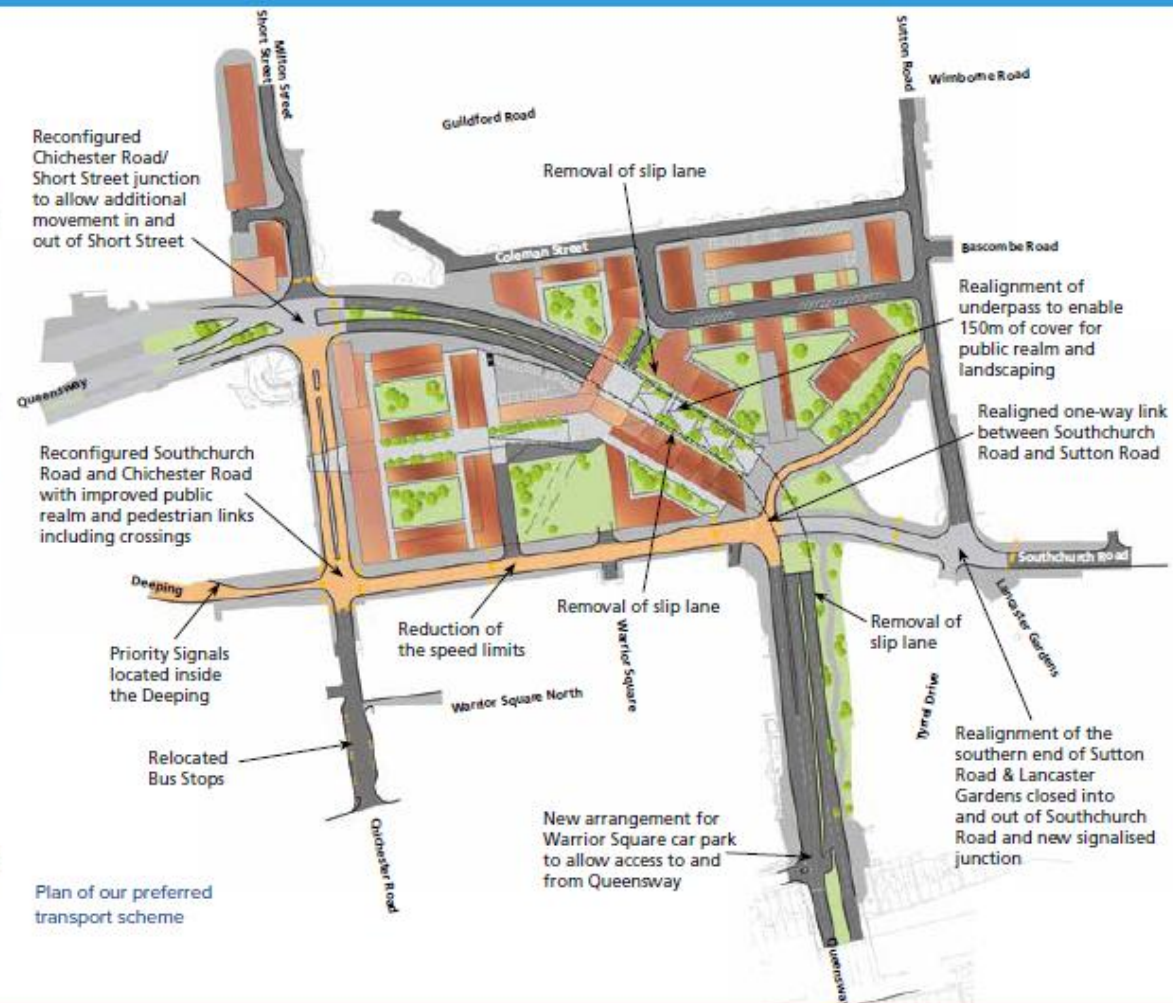 Short Street
Milton Street
Sutton Road
Wimborne Road
Guildford Road
Reconfigured
Chichester Road/
Short Street junction
to allow additional
movement in and
out of Short Street
Removal of slip lane
Coleman Street
Bascombe Road
Realignment of
underpass to enable
150m of cover for
public realm and
landscaping
Queensway
Realigned one-way link
between Southchurch
Road and Sutton Road
Reconfigured Southchurch
Road and Chichester Road
with improved public
realm and pedestrian links
including crossings
Deeping
Southchurch Road
Priority Signals
located inside
the Deeping
Reduction of
the speed limits
Removal of slip lane
Warrior Square
Removal of
slip lane
Lancaster Gardens
Tyrrel Drive
Warrior Square North
Relocated
Bus Stops
Realignment of the
southern end of Sutton
Road & Lancaster
Gardens closed into
and out of Southchurch
Road and new signalised
junction
New arrangement for
Warrior Square car park
to allow access to and
from Queensway
Chichester Road
Plan of our preferred
transport scheme
Queensway